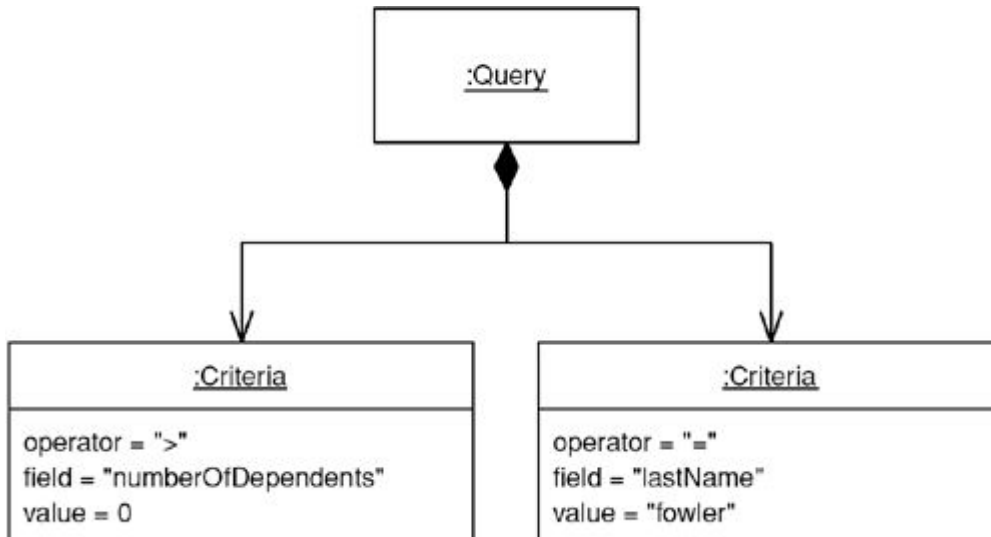 :Query
:Criteria
operator = ">"
field = "numberOfDependents"
value = 0
:Criteria
operator = "="
field = "lastName"
value = "fowler"